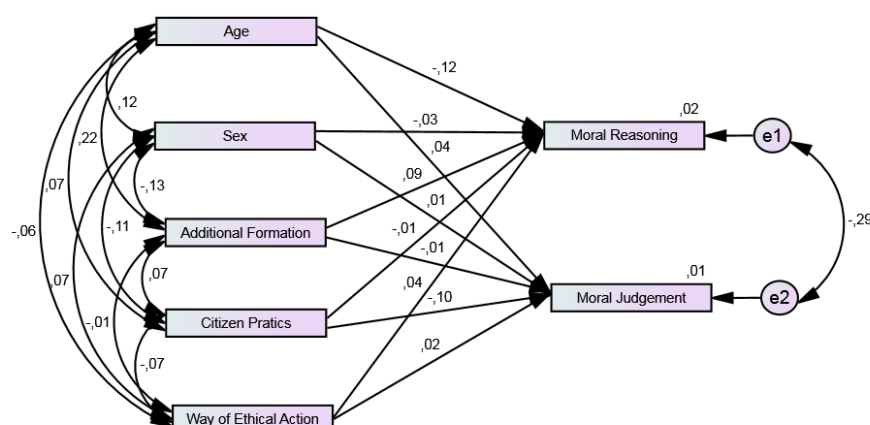 Age
-,12
,02
,12
Sex
-,03
Moral Reasoning
e1
,22
,04
-,13
,09
,07
,01
-,06
-,11
Additional Formation
-,01
-,29
-,01
,01
,07
,07
,04
Moral Judgement
e2
-,01
Citizen Pratics
-,10
-,07
,02
Way of Ethical Action